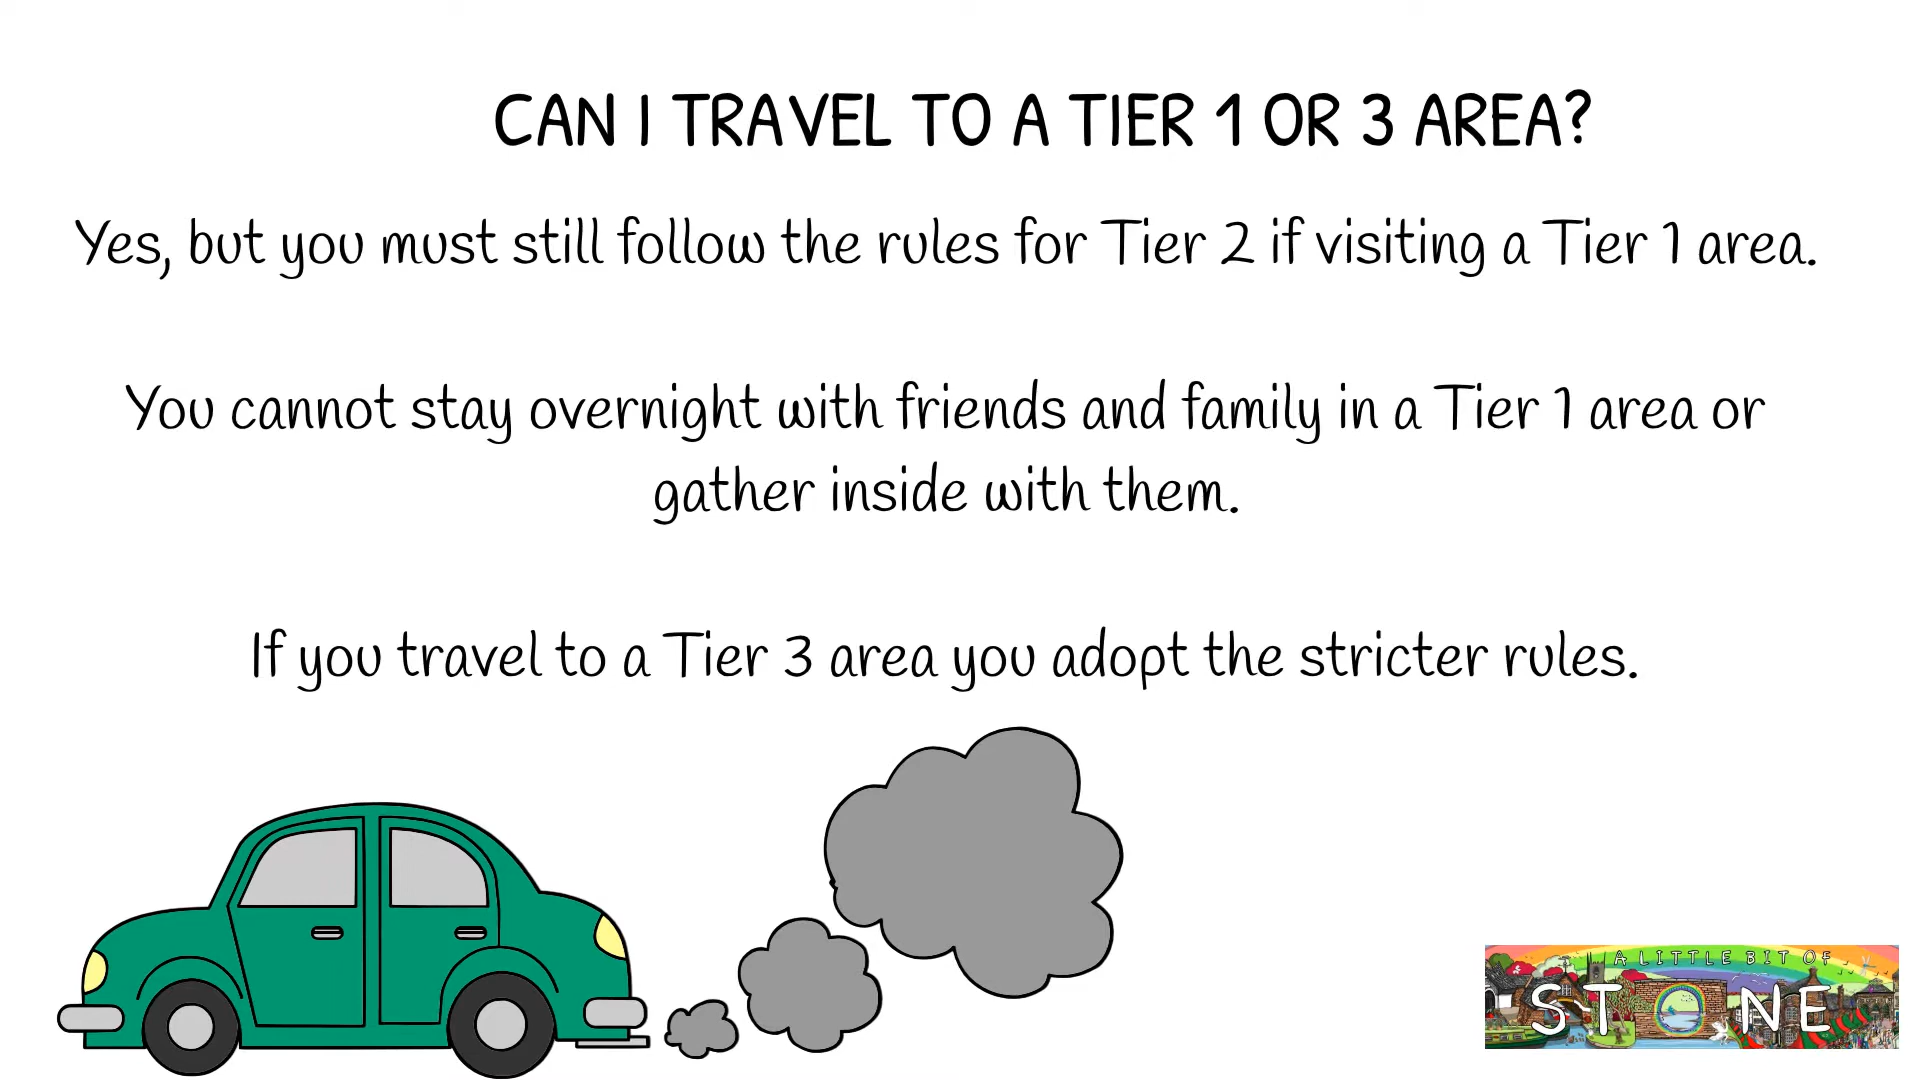 CAN I TRAVEL TO A TIER 1 OR 3 AREA?
Yes, but you must still follow the rules for Tier 2 if visiting a Tier 1 area.
You cannot stay overnight with friends and family in a Tier 1 area or
gather inside with them.
If you travel to a Tier 3 area you adopt the stricter rules.
A LITTLE BIT OF
STONE